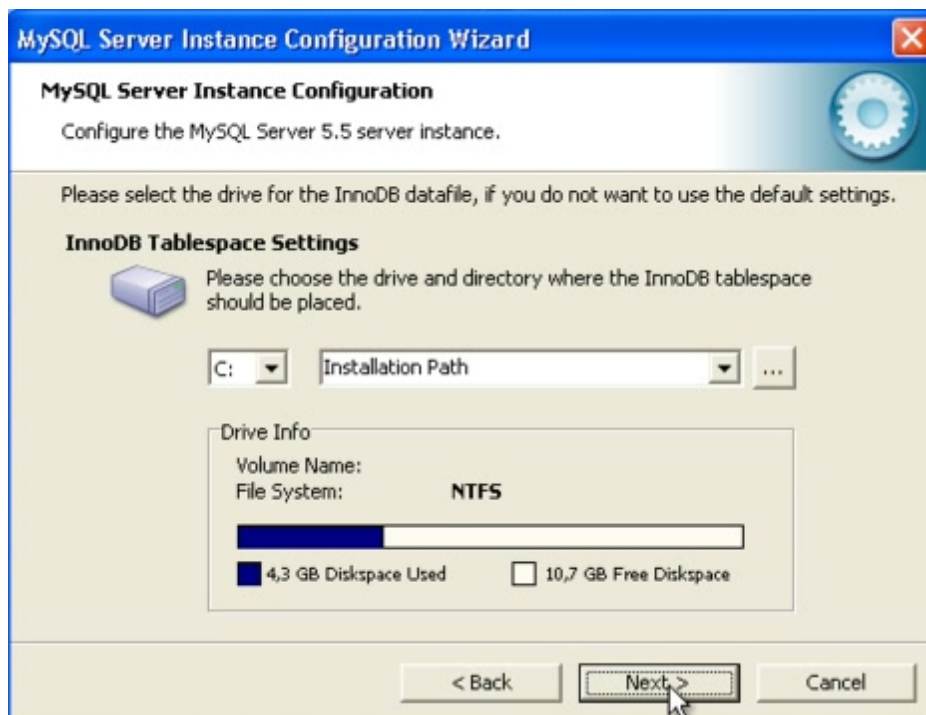 MySQL Server Instance Configuration Wizard
MySQL Server Instance Configuration
Configure the MySQL Server 5.5 server instance.
Please select the drive for the InnoDB datafile, if you do not want to use the default settings.
InnoDB Tablespace Settings
Please choose the drive and directory where the InnoDB tablespace
should be placed.
C: Installation Path ...
Drive Info
Volume Name:
File System: NTFS
4,3 GB Diskspace Used 10,7 GB Free Diskspace
< Back Next > Cancel